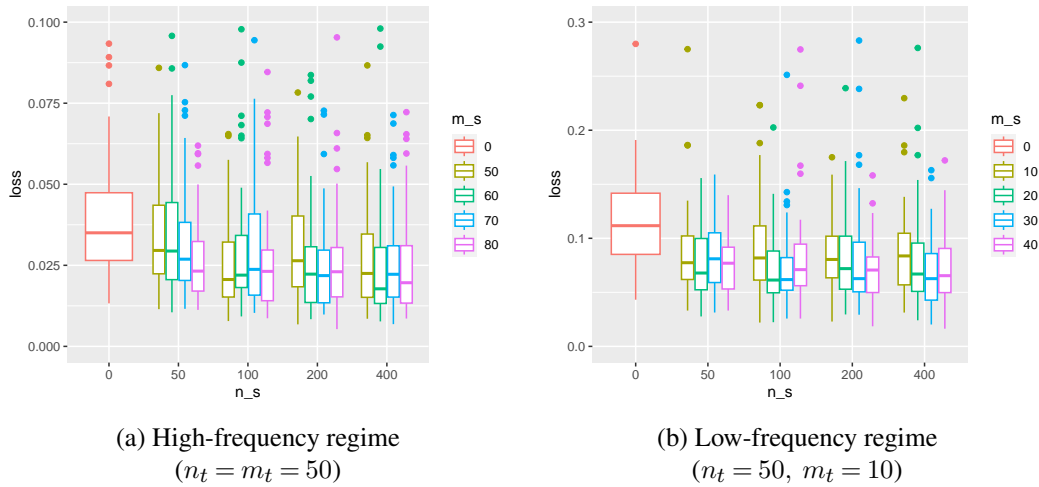 0.100
0.075
0.050
0.025
0.000
loss
0 50 100 200 400
n_s
m_s
0
50
60
70
80
(a) High-frequency regime
(n_t = m_t = 50)
0.3
0.2
0.1
0.0
loss
0 50 100 200 400
n_s
m_s
0
10
20
30
40
(b) Low-frequency regime
(n_t = 50, m_t = 10)